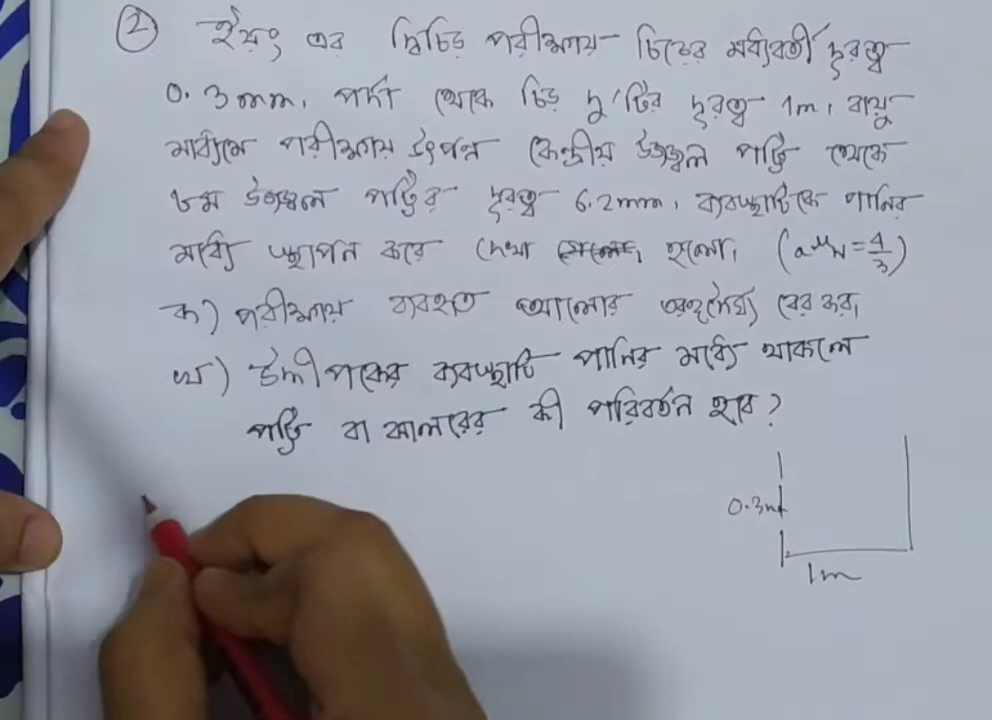 ② ইয়ং এর দ্বিচিড় পরীক্ষায় চিড়ের মধ্যবর্তী দূরত্ব
0.3mm, পর্দা থেকে চিড় দু'টির দূরত্ব 1m, বায়ু
মাধ্যমে পরীক্ষায় উৎপন্ন কেন্দ্রীয় উজ্জ্বল পট্টি থেকে
৩ম উজ্জ্বল পট্টির দূরত্ব 6.2mm, ব্যবস্থাটিকে পানির
মধ্যে স্থাপন করে দেখা হলো। (aμw = 4/3)
ক) পরীক্ষায় ব্যবহৃত আলোর তরঙ্গদৈর্ঘ্য বের কর,
খ) উদ্দীপকের ব্যবস্থাটি পানির মধ্যে থাকলে
পট্টি বা ঝালরের কী পরিবর্তন হবে?
0.3m
1m